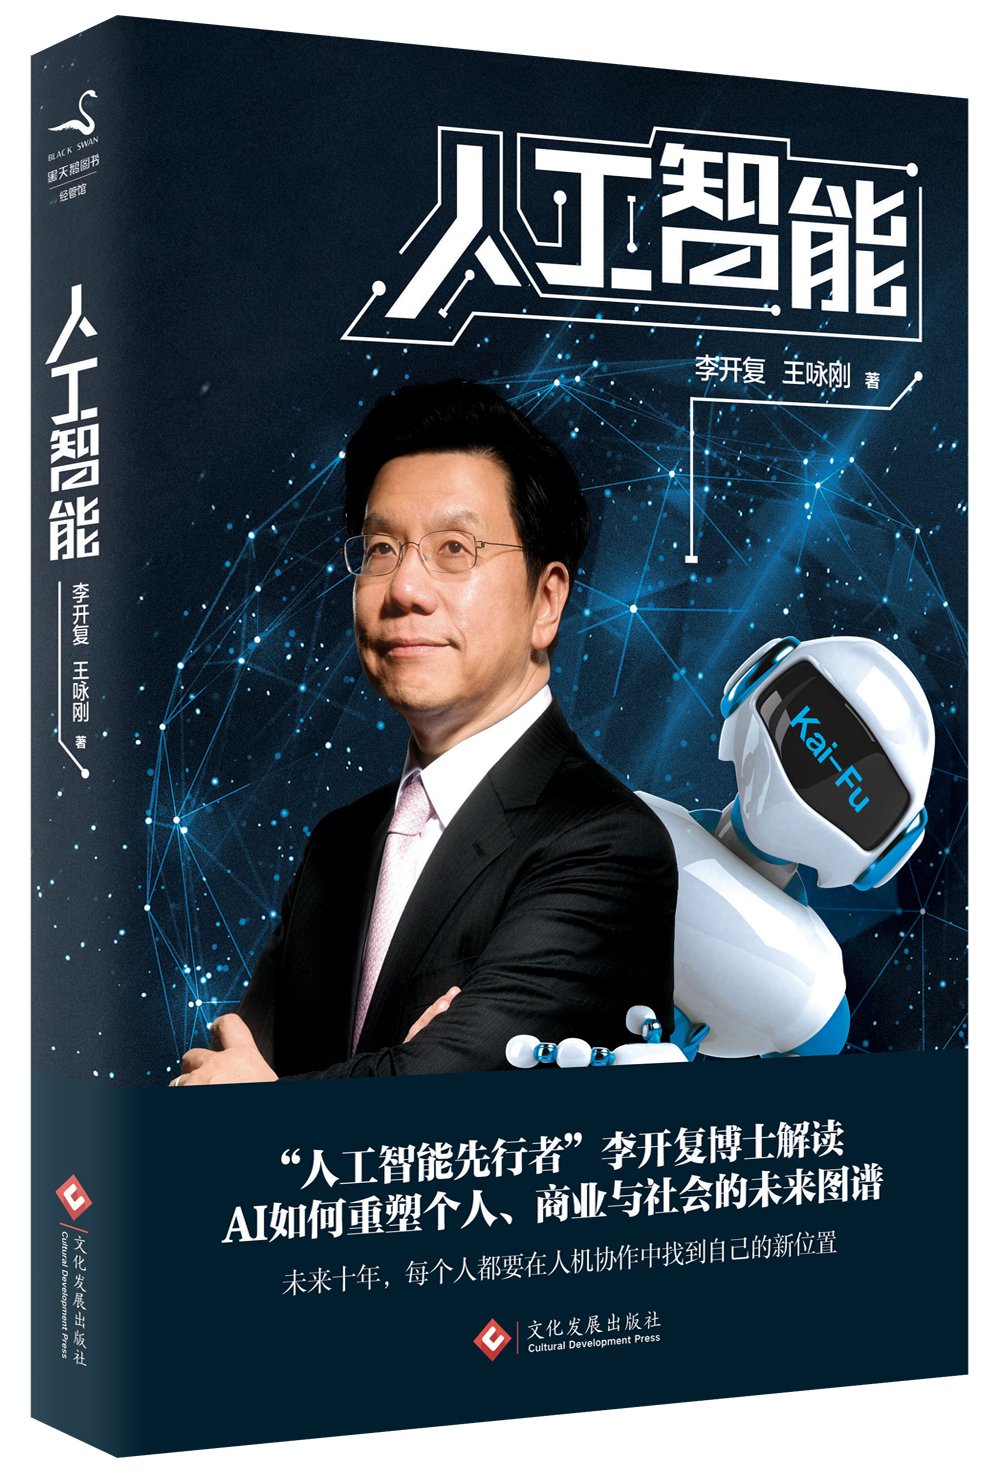 BLACK SWAN
黑天鹅图书
经管馆
人工智能
李开复 王咏刚 著
文化发展出版社
Cultural Development Press
人工智能
李开复 王咏刚 著
Kai-Fu
“人工智能先行者”李开复博士解读
AI如何重塑个人、商业与社会的未来图谱
未来十年，每个人都要在人机协作中找到自己的新位置
文化发展出版社
Cultural Development Press